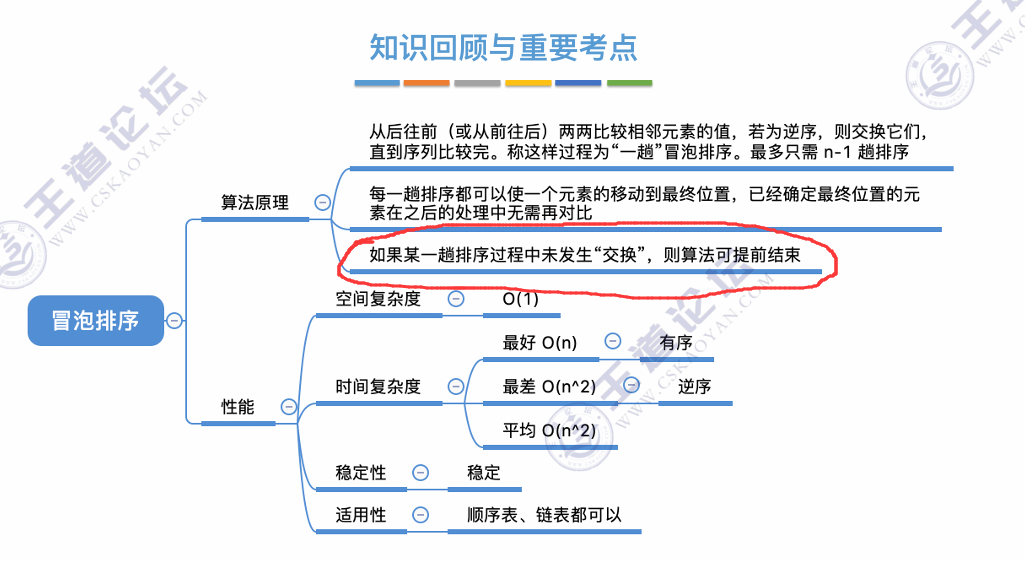 知识回顾与重要考点
从后往前（或从前往后）两两比较相邻元素的值，若为逆序，则交换它们，
直到序列比较完。称这样过程为“一趟”冒泡排序。最多只需 n-1 趟排序
算法原理
每一趟排序都可以使一个元素的移动到最终位置，已经确定最终位置的元
素在之后的处理中无需再对比
如果某一趟排序过程中未发生“交换”，则算法可提前结束
冒泡排序
性能
空间复杂度
O(1)
时间复杂度
最好 O(n)
有序
最差 O(n^2)
逆序
平均 O(n^2)
稳定性
稳定
适用性
顺序表、链表都可以
王道论坛
WWW.CSKAOYAN.COM
王道论坛
WWW.CSKAOYAN.COM